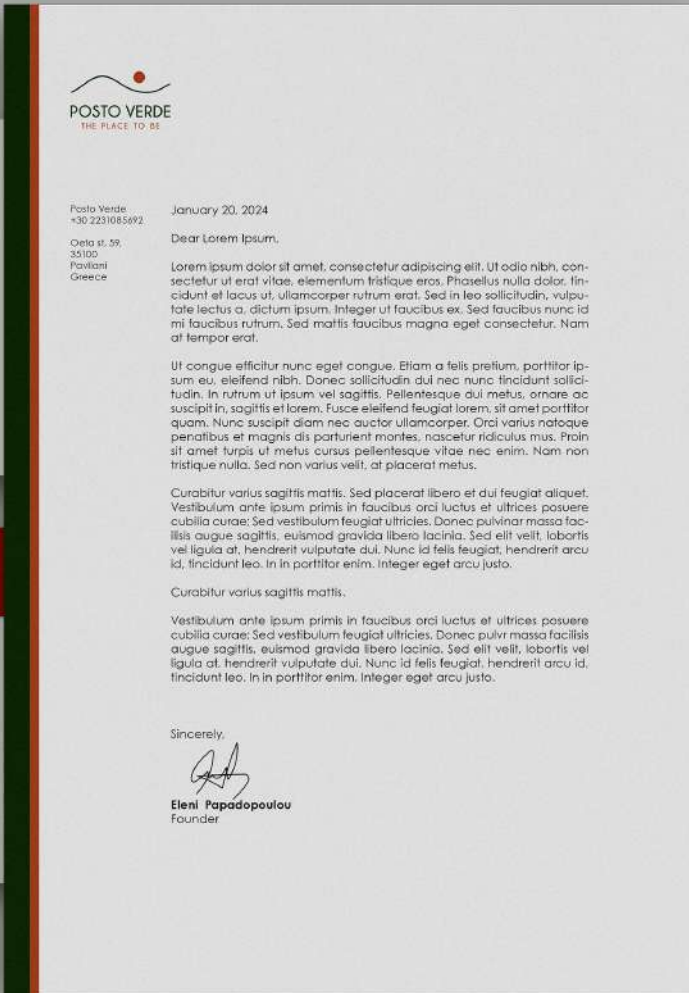 POSTO VERDE
THE PLACE TO BE
Posto Verde
+30 2231085692
Oeta st. 59,
35100
Pavliani
Greece
January 20, 2024
Dear Lorem Ipsum,
Lorem ipsum dolor sit amet, consectetur adipiscing elit. Ut odio nibh, con-
sectetur ut erat vitae, elementum tristique eros. Phasellus nulla dolor, tin-
cidunt et lacus ut, ullamcorper rutrum erat. Sed in leo sollicitudin, vulpu-
tate lectus a, dictum ipsum. Integer ut faucibus ex. Sed faucibus nunc id
mi faucibus rutrum. Sed mattis faucibus magna eget consectetur. Nam
at tempor erat.
Ut congue efficitur nunc eget congue. Etiam a felis pretium, porttitor ip-
sum eu, eleifend nibh. Donec sollicitudin dui nec nunc tincidunt sollici-
tudin. In rutrum ut ipsum vel sagittis. Pellentesque dui metus, ornare ac
suscipit in, sagittis et lorem. Fusce eleifend feugiat lorem, sit amet porttitor
quam. Nunc suscipit diam nec auctor ullamcorper. Orci varius natoque
penatibus et magnis dis parturient montes, nascetur ridiculus mus. Proin
sit amet turpis ut metus cursus pellentesque vitae nec enim. Nam non
tristique nulla. Sed non varius velit, at placerat metus.
Curabitur varius sagittis mattis. Sed placerat libero et dui feugiat aliquet.
Vestibulum ante ipsum primis in faucibus orci luctus et ultrices posuere
cubilia curae; Sed vestibulum feugiat ultricies. Donec pulvinar massa fac-
ilisis augue sagittis, euismod gravida libero lacinia. Sed elit velit, lobortis
vel ligula at, hendrerit vulputate dui. Nunc id felis feugiat, hendrerit arcu
id, tincidunt leo. In in porttitor enim. Integer eget arcu justo.
Curabitur varius sagittis mattis.
Vestibulum ante ipsum primis in faucibus orci luctus et ultrices posuere
cubilia curae; Sed vestibulum feugiat ultricies. Donec pulvr massa facilisis
augue sagittis, euismod gravida libero lacinia. Sed elit velit, lobortis vel
ligula at, hendrerit vulputate dui. Nunc id felis feugiat, hendrerit arcu id,
tincidunt leo. In in porttitor enim. Integer eget arcu justo.
Sincerely,
Eleni Papadopoulou
Founder